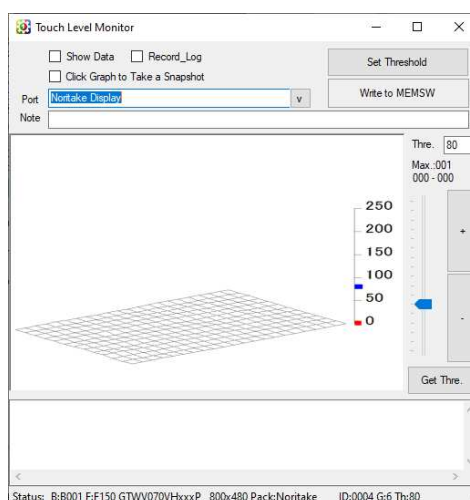 Touch Level Monitor
Show Data
Record_Log
Set Threshold
Click Graph to Take a Snapshot
Port
Noritake Display
v
Write to MEMSW
Note
Thre.
80
Max.:001
000 - 000
250
200
150
100
50
0
+
-
Get Thre.
Status: B:B001 F:F150 GTWV070VHxxxP 800x480 Pack:Noritake ID:0004 G:6 Th:80